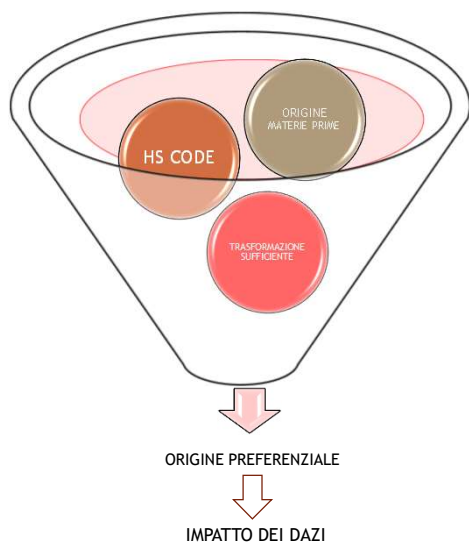 ORIGINE
MATERIE PRIME
HS CODE
TRASFORMAZIONE
SUFFICIENTE
ORIGINE PREFERENZIALE
IMPATTO DEI DAZI